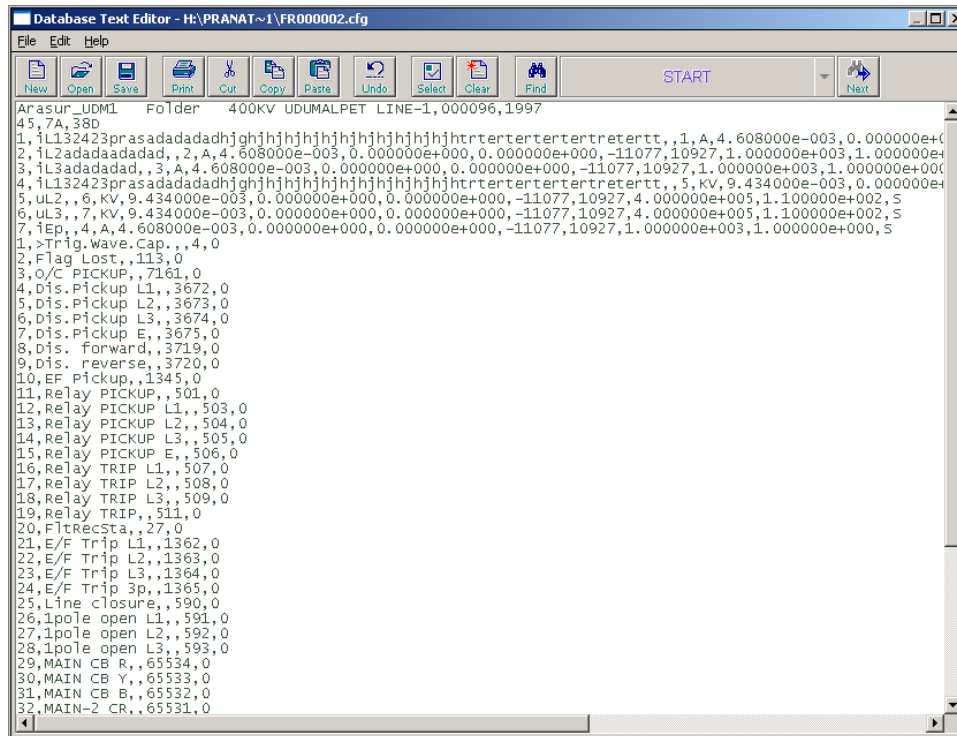 Database Text Editor - H:\PRANAT~1\FR000002.cfg
File Edit Help
New Open Save Print Cut Copy Paste Undo Select Clear Find START Next
Arasur_UDM1 Folder 400KV UDUMALPET LINE-1,000096,1997
45,7A,38D
1,iL132423prasadadadadhjghjhjhjhjhjhjhjhjhjhjhtrtertertertertretertt,,1,A,4.608000e-003,0.000000e+0
2,iL2adadaadadad,,2,A,4.608000e-003,0.000000e+000,0.000000e+000,-11077,10927,1.000000e+003,1.000000e+
3,iL3adadadad,,3,A,4.608000e-003,0.000000e+000,0.000000e+000,-11077,10927,1.000000e+003,1.000000e
4,iL132423prasadadadadhjghjhjhjhjhjhjhjhjhjhjhtrtertertertertretertt,,5,KV,9.434000e-003,0.000000e
5,uL2,,6,KV,9.434000e-003,0.000000e+000,0.000000e+000,-11077,10927,4.000000e+005,1.100000e+002,S
6,uL3,,7,KV,9.434000e-003,0.000000e+000,0.000000e+000,-11077,10927,4.000000e+005,1.100000e+002,S
7,iEp,,4,A,4.608000e-003,0.000000e+000,0.000000e+000,-11077,10927,1.000000e+003,1.000000e+000,S
1,>Trig.Wave.Cap.,,4,0
2,Flag Lost,,113,0
3,O/C PICKUP,,7161,0
4,Dis.Pickup L1,,3672,0
5,Dis.Pickup L2,,3673,0
6,Dis.Pickup L3,,3674,0
7,Dis.Pickup E,,3675,0
8,Dis. forward,,3719,0
9,Dis. reverse,,3720,0
10,EF Pickup,,1345,0
11,Relay PICKUP,,501,0
12,Relay PICKUP L1,,503,0
13,Relay PICKUP L2,,504,0
14,Relay PICKUP L3,,505,0
15,Relay PICKUP E,,506,0
16,Relay TRIP L1,,507,0
17,Relay TRIP L2,,508,0
18,Relay TRIP L3,,509,0
19,Relay TRIP,,511,0
20,FltRecSta,,27,0
21,E/F Trip L1,,1362,0
22,E/F Trip L2,,1363,0
23,E/F Trip L3,,1364,0
24,E/F Trip 3p,,1365,0
25,Line closure,,590,0
26,1pole open L1,,591,0
27,1pole open L2,,592,0
28,1pole open L3,,593,0
29,MAIN CB R,,65534,0
30,MAIN CB Y,,65533,0
31,MAIN CB B,,65532,0
32,MAIN-2 CR,,65531,0